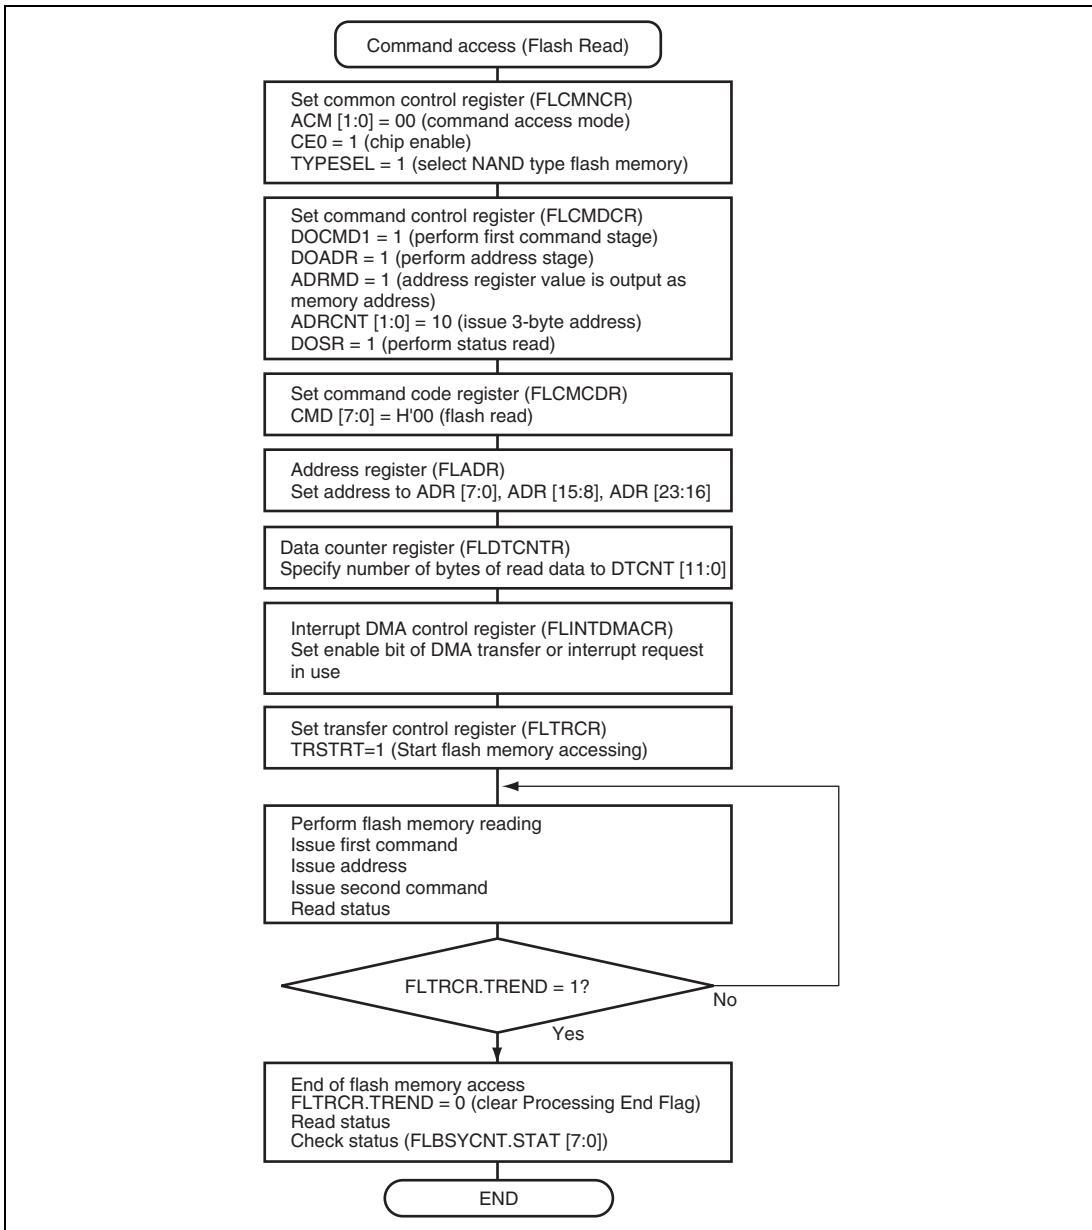 Command access (Flash Read)
Set common control register (FLCMNCR)
ACM [1:0] = 00 (command access mode)
CE0 = 1 (chip enable)
TYPESEL = 1 (select NAND type flash memory)
Set command control register (FLCMDCR)
DOCMD1 = 1 (perform first command stage)
DOADR = 1 (perform address stage)
ADRMD = 1 (address register value is output as
memory address)
ADRCNT [1:0] = 10 (issue 3-byte address)
DOSR = 1 (perform status read)
Set command code register (FLCMCDR)
CMD [7:0] = H'00 (flash read)
Address register (FLADR)
Set address to ADR [7:0], ADR [15:8], ADR [23:16]
Data counter register (FLDTCNTR)
Specify number of bytes of read data to DTCNT [11:0]
Interrupt DMA control register (FLINTDMACR)
Set enable bit of DMA transfer or interrupt request
in use
Set transfer control register (FLTRCR)
TRSTRT=1 (Start flash memory accessing)
Perform flash memory reading
Issue first command
Issue address
Issue second command
Read status
FLTRCR.TREND = 1?
No
Yes
End of flash memory access
FLTRCR.TREND = 0 (clear Processing End Flag)
Read status
Check status (FLBSYCNT.STAT [7:0])
END